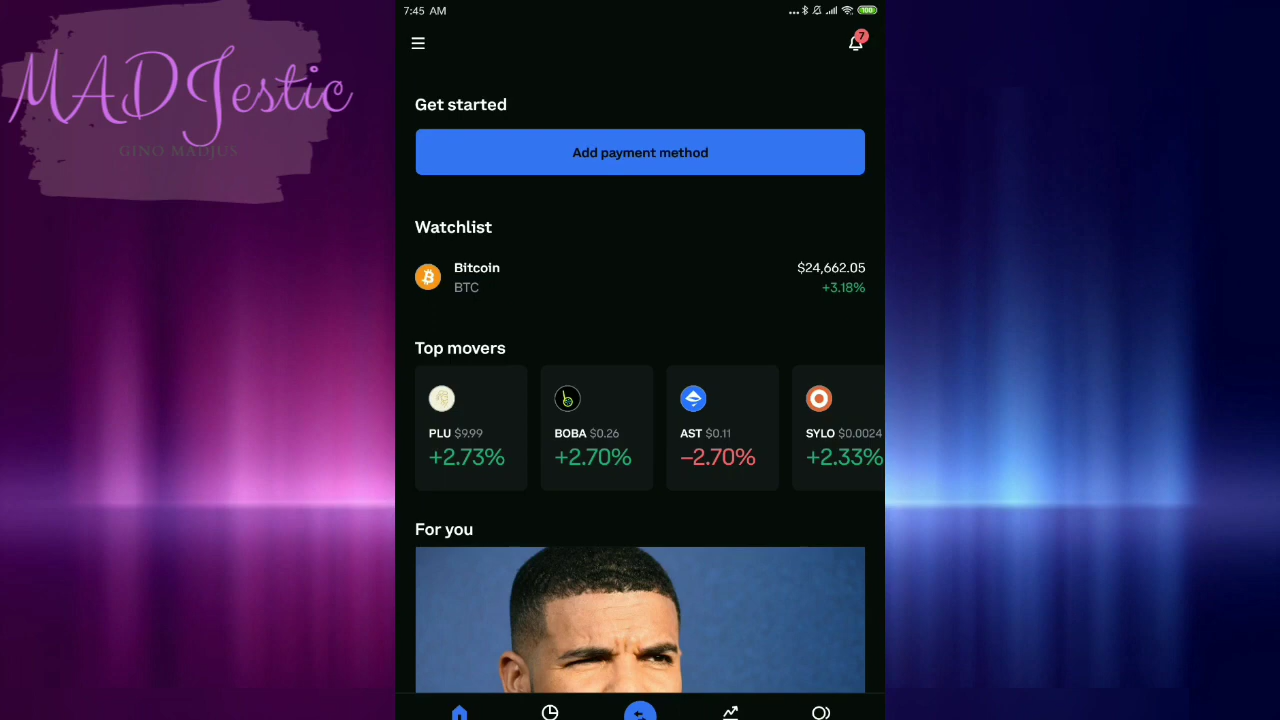 MADJestic
GINO MADJUS
7:45 AM
100
7
Get started
Add payment method
Watchlist
Bitcoin
$24,662.05
BTC
+3.18%
Top movers
PLU $9.99
+2.73%
BOBA $0.26
+2.70%
AST $0.11
−2.70%
SYLO $0.0024
+2.33%
For you